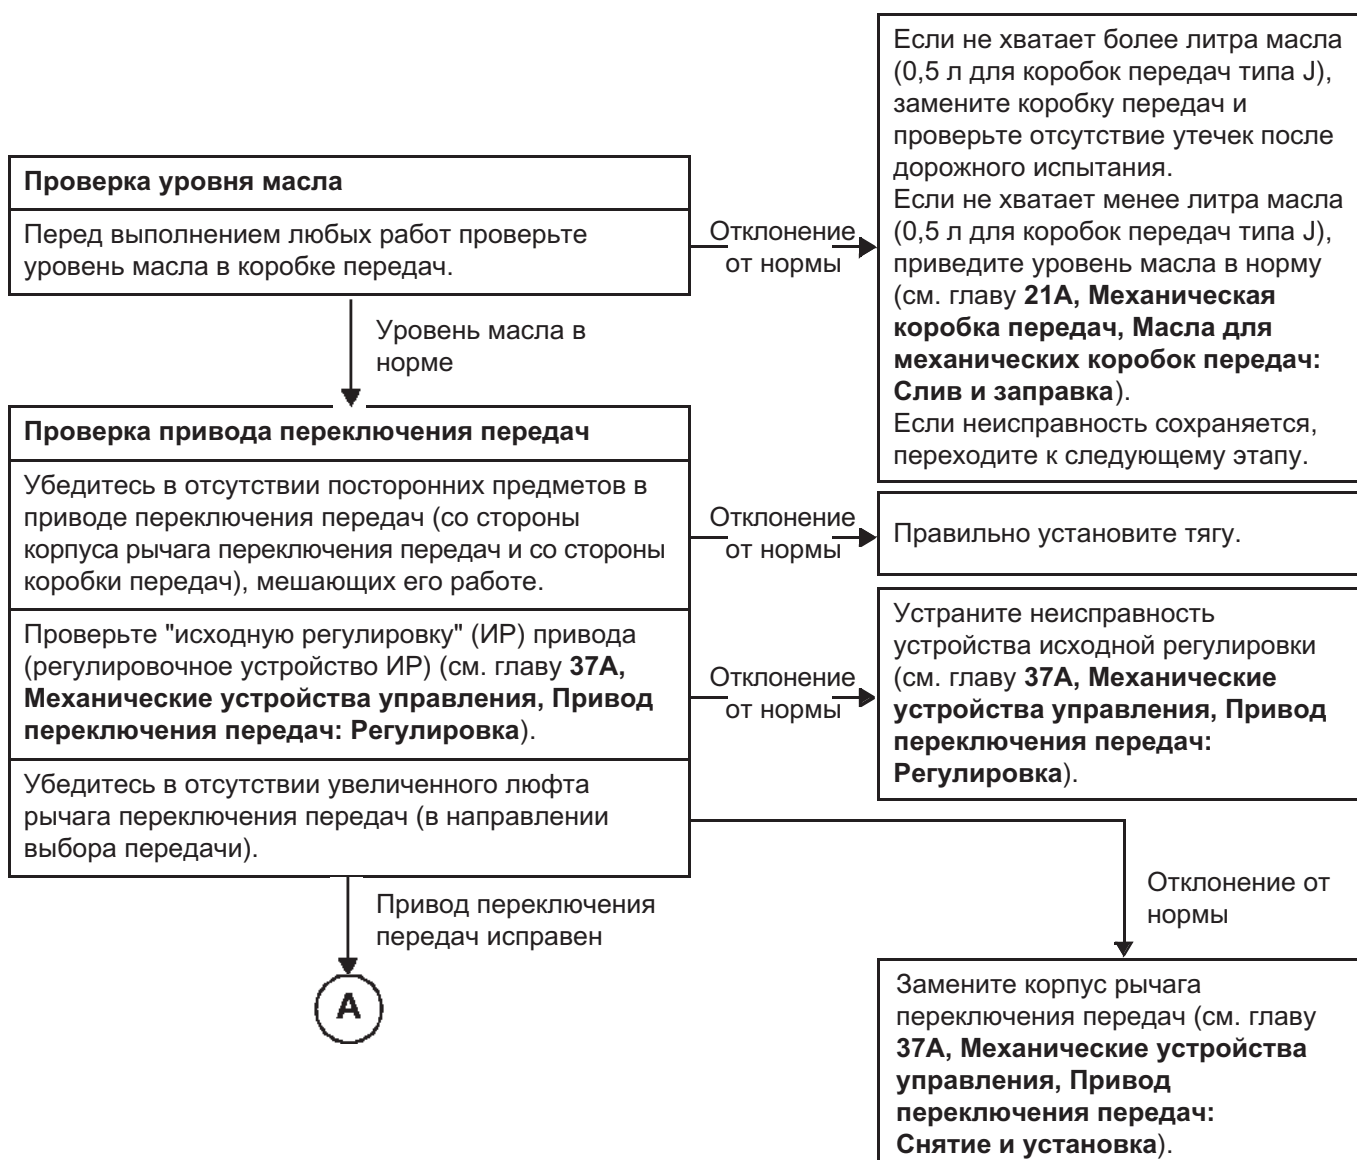 Если не хватает более литра масла
(0,5 л для коробок передач типа J),
замените коробку передач и
проверьте отсутствие утечек после
дорожного испытания.
Если не хватает менее литра масла
(0,5 л для коробок передач типа J),
приведите уровень масла в норму
(см. главу 21A, Механическая
коробка передач, Масла для
механических коробок передач:
Слив и заправка).
Если неисправность сохраняется,
переходите к следующему этапу.
Проверка уровня масла
Перед выполнением любых работ проверьте
уровень масла в коробке передач.
Отклонение
от нормы
Уровень масла в
норме
Проверка привода переключения передач
Убедитесь в отсутствии посторонних предметов в
приводе переключения передач (со стороны
корпуса рычага переключения передач и со стороны
коробки передач), мешающих его работе.
Отклонение
от нормы
Правильно установите тягу.
Проверьте "исходную регулировку" (ИР) привода
(регулировочное устройство ИР) (см. главу 37A,
Механические устройства управления, Привод
переключения передач: Регулировка).
Отклонение
от нормы
Устраните неисправность
устройства исходной регулировки
(см. главу 37A, Механические
устройства управления, Привод
переключения передач:
Регулировка).
Убедитесь в отсутствии увеличенного люфта
рычага переключения передач (в направлении
выбора передачи).
Отклонение от
нормы
Привод переключения
передач исправен
A
Замените корпус рычага
переключения передач (см. главу
37A, Механические устройства
управления, Привод
переключения передач:
Снятие и установка).